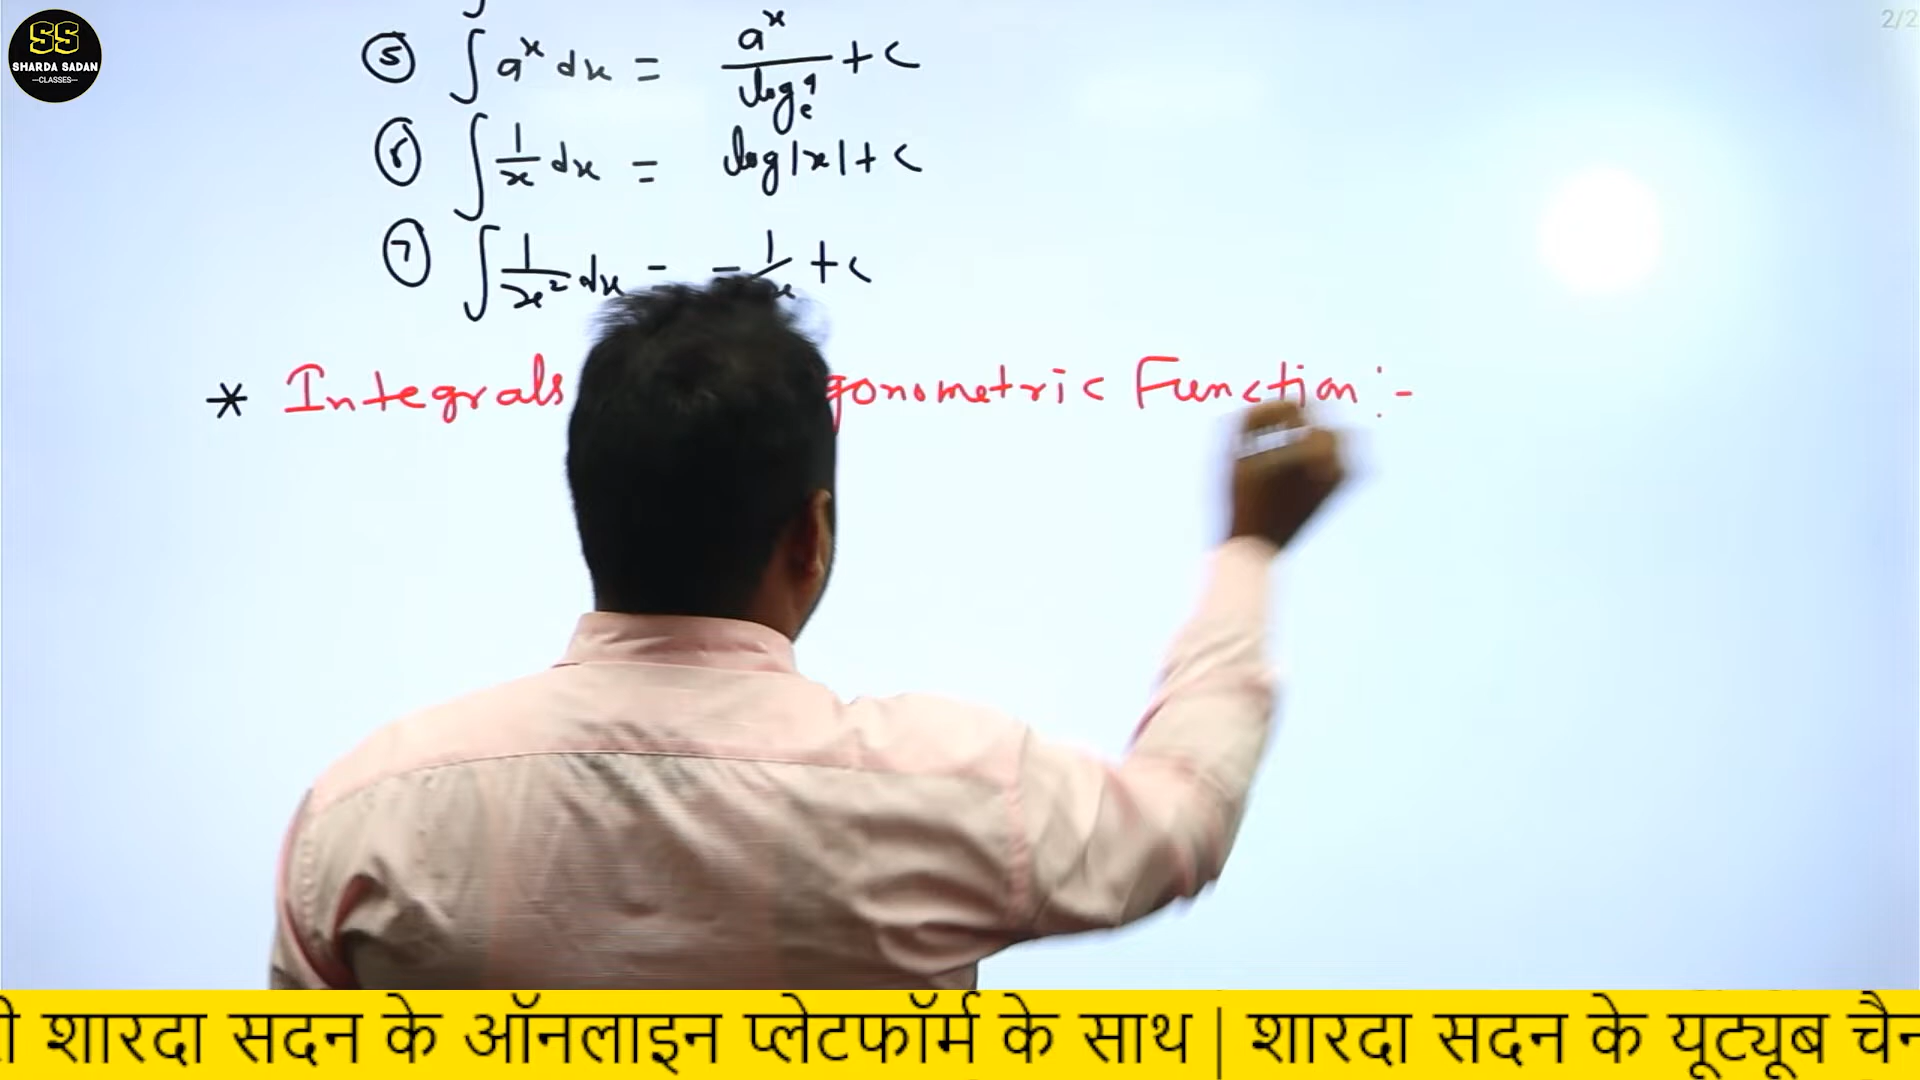 SS
SHARDA SADAN
—CLASSES—
2/2
⑤ ∫ aˣ dx = aˣ / logₑᵃ + c
⑥ ∫ 1/x dx = log|x| + c
⑦ ∫ 1/x² dx = - 1/x + c
* Integrals gonometric Function :-
शारदा सदन के ऑनलाइन प्लेटफॉर्म के साथ | शारदा सदन के यूट्यूब चैन